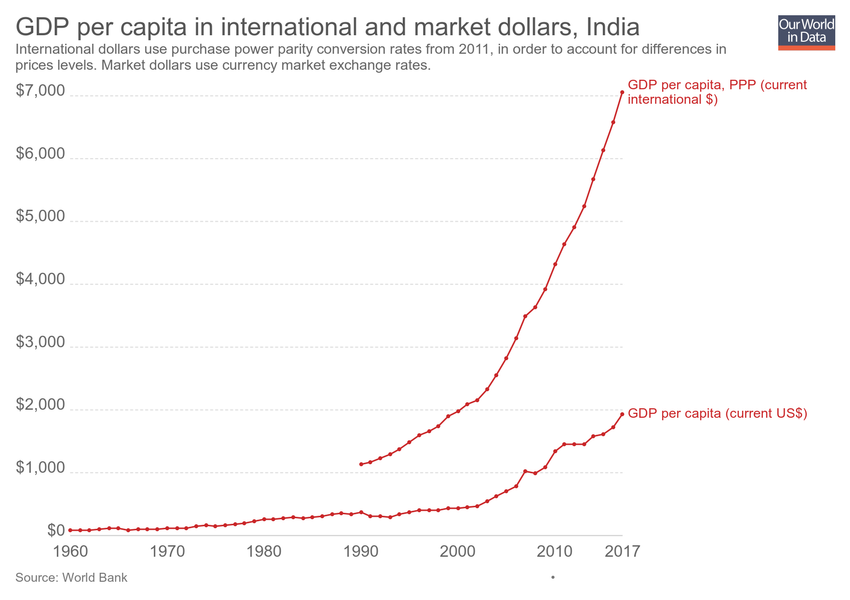 GDP per capita in international and market dollars, India
Our World
in Data
International dollars use purchase power parity conversion rates from 2011, in order to account for differences in
prices levels. Market dollars use currency market exchange rates.
$7,000
GDP per capita, PPP (current
international $)
$6,000
$5,000
$4,000
$3,000
$2,000
GDP per capita (current US$)
$1,000
$0
1960 1970 1980 1990 2000 2010 2017
Source: World Bank